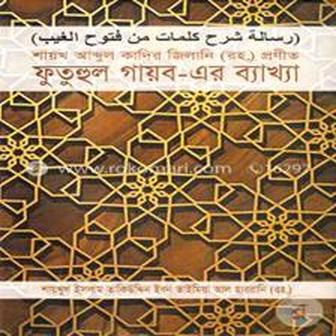 (رسالة شرح كلمات من فتوح الغيب)
শায়খ আব্দুল কাদির জিলানি (রহ.) প্রণীত
ফুতুহুল গায়ব-এর ব্যাখ্যা
www.rokomari.com 16297
শায়খুল ইসলাম তাকিউদ্দিন ইবন তাইমিয়া আল হাররানি (রহ.)